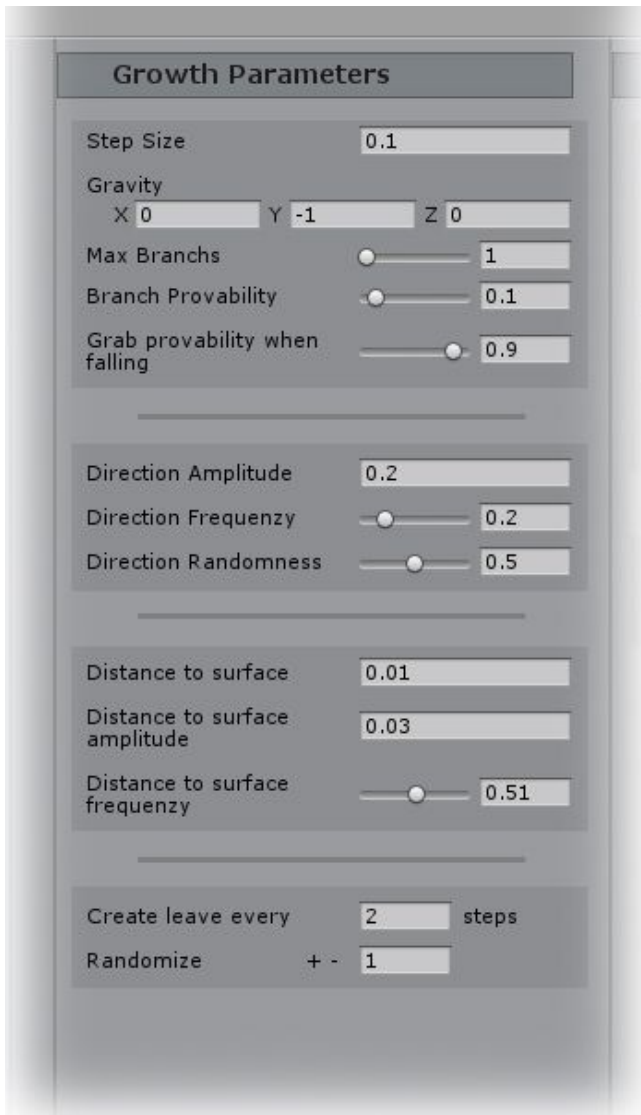 Growth Parameters
Step Size 0.1
Gravity
X 0 Y -1 Z 0
Max Branchs 1
Branch Provability 0.1
Grab provability when
falling 0.9
Direction Amplitude 0.2
Direction Frequenzy 0.2
Direction Randomness 0.5
Distance to surface 0.01
Distance to surface
amplitude 0.03
Distance to surface
frequenzy 0.51
Create leave every 2 steps
Randomize + - 1